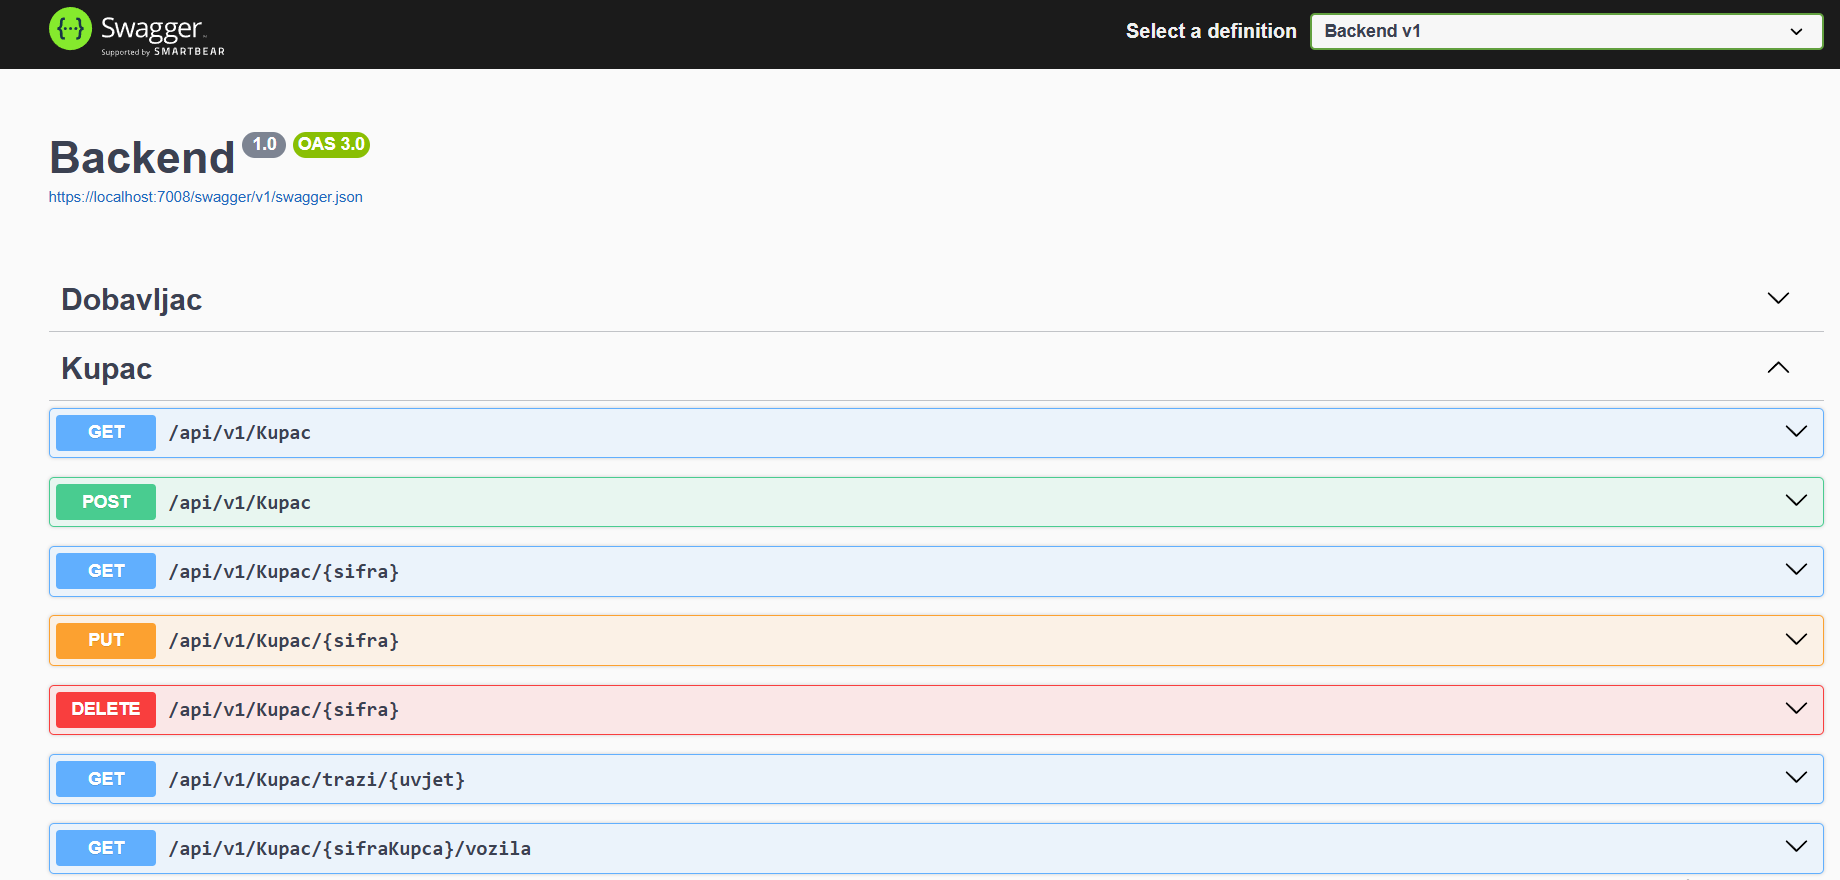 Swagger
Supported by SMARTBEAR
Select a definition
Backend v1
Backend 1.0 OAS 3.0
https://localhost:7008/swagger/v1/swagger.json
Dobavljac
Kupac
GET /api/v1/Kupac
POST /api/v1/Kupac
GET /api/v1/Kupac/{sifra}
PUT /api/v1/Kupac/{sifra}
DELETE /api/v1/Kupac/{sifra}
GET /api/v1/Kupac/trazi/{uvjet}
GET /api/v1/Kupac/{sifraKupca}/vozila